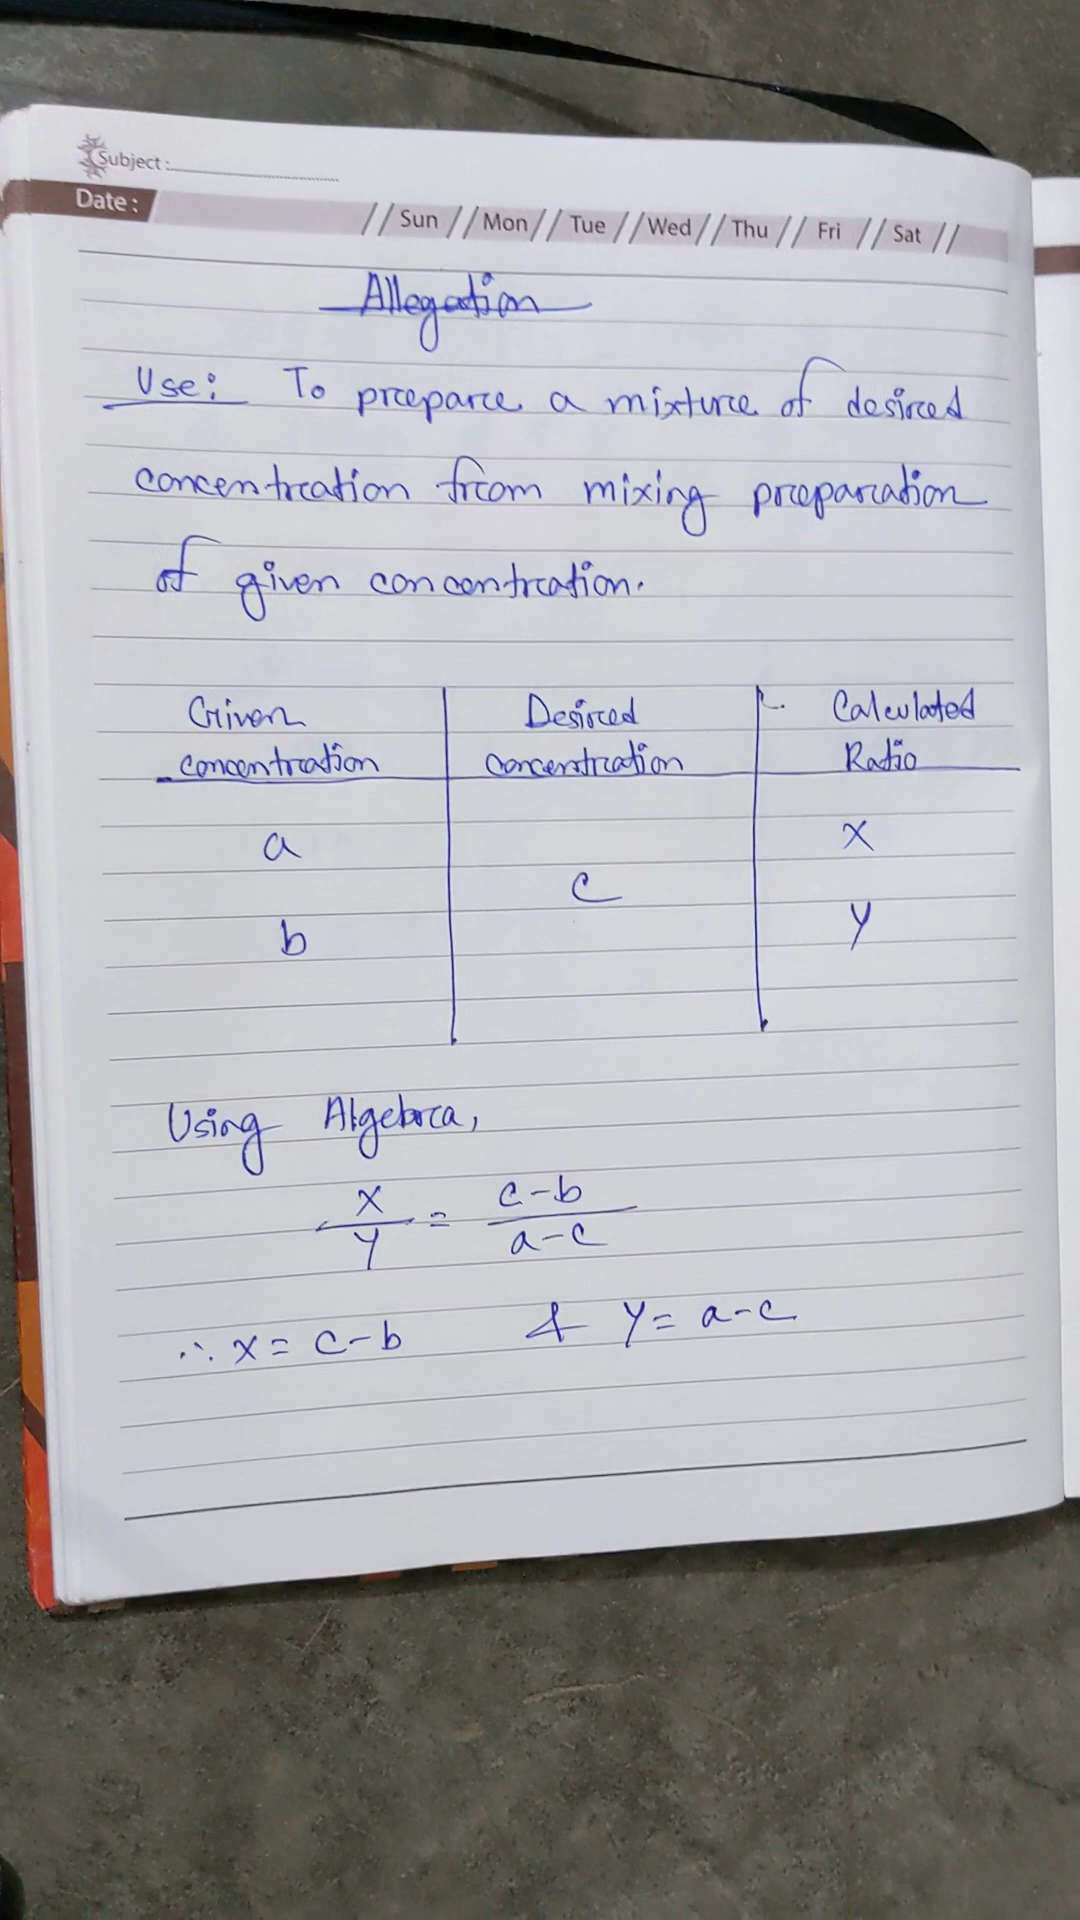 Subject :
Date :
// Sun // Mon // Tue // Wed // Thu // Fri // Sat //
Allegation
Use: To prepare a mixture of desired
concentration from mixing preparation
of given concentration.
Given Desired Calculated
concentration concentration Ratio
a x
c
b y
Using Algebra,
x/y = c-b/a-c
∴ x = c-b & y = a-c